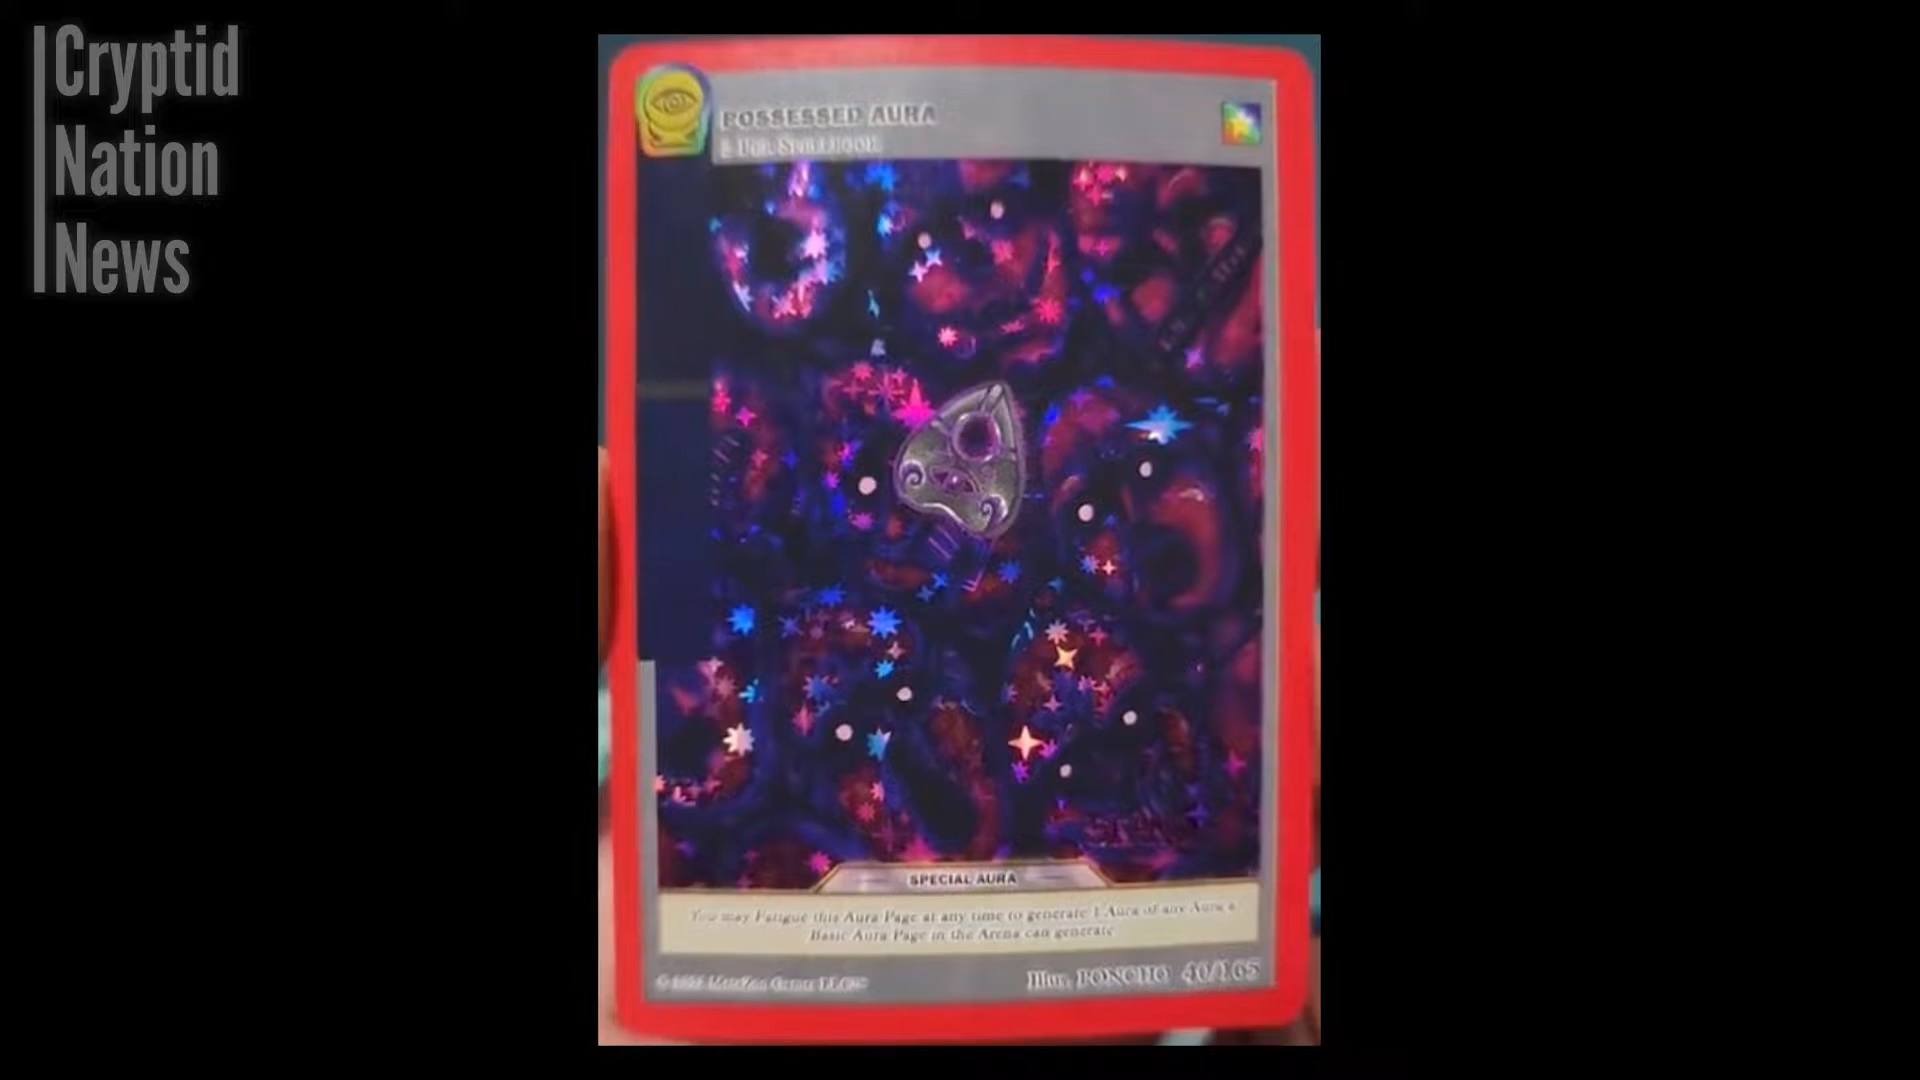 Cryptid
Nation
News
POSSESSED AURA
SPECIAL AURA
You may Fatigue this Aura Page at any time to generate 1 Aura of any Aura a
Basic Aura Page in the Arena can generate
Illus. PONCHO 40/165